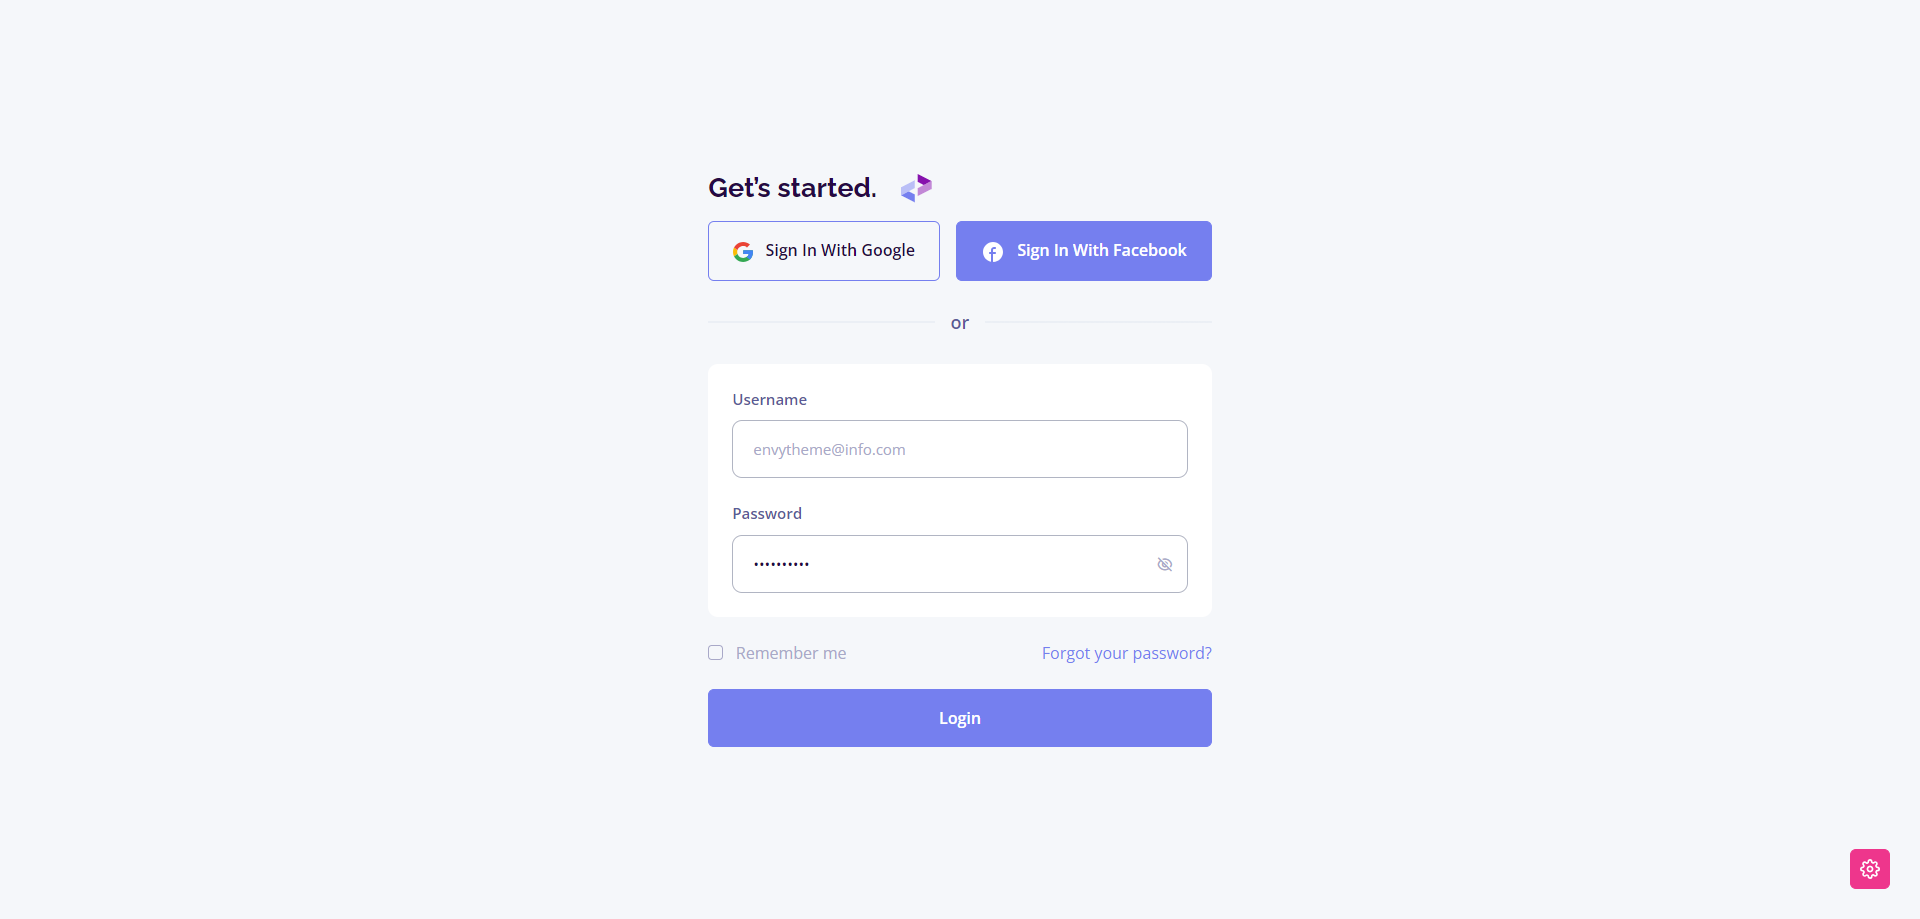 Get's started.
Sign In With Google
Sign In With Facebook
or
Username
envytheme@info.com
Password
••••••••••
Remember me
Forgot your password?
Login